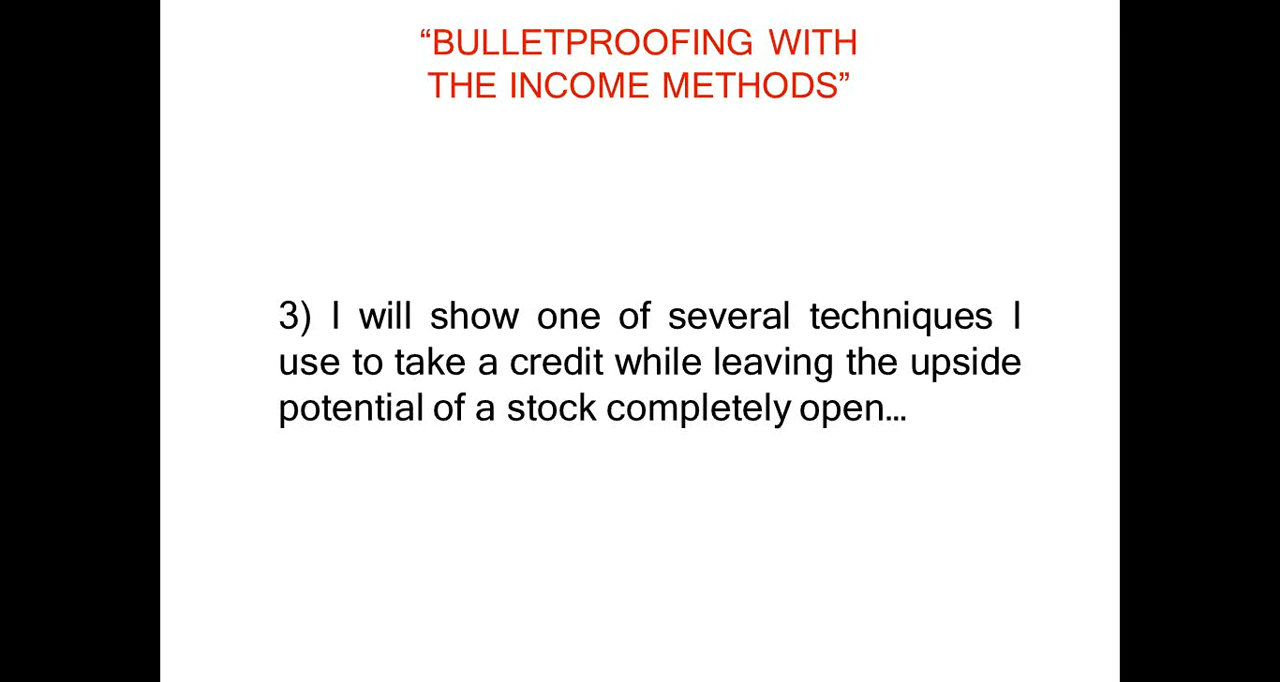 “BULLETPROOFING WITH
THE INCOME METHODS”
3) I will show one of several techniques I
use to take a credit while leaving the upside
potential of a stock completely open...